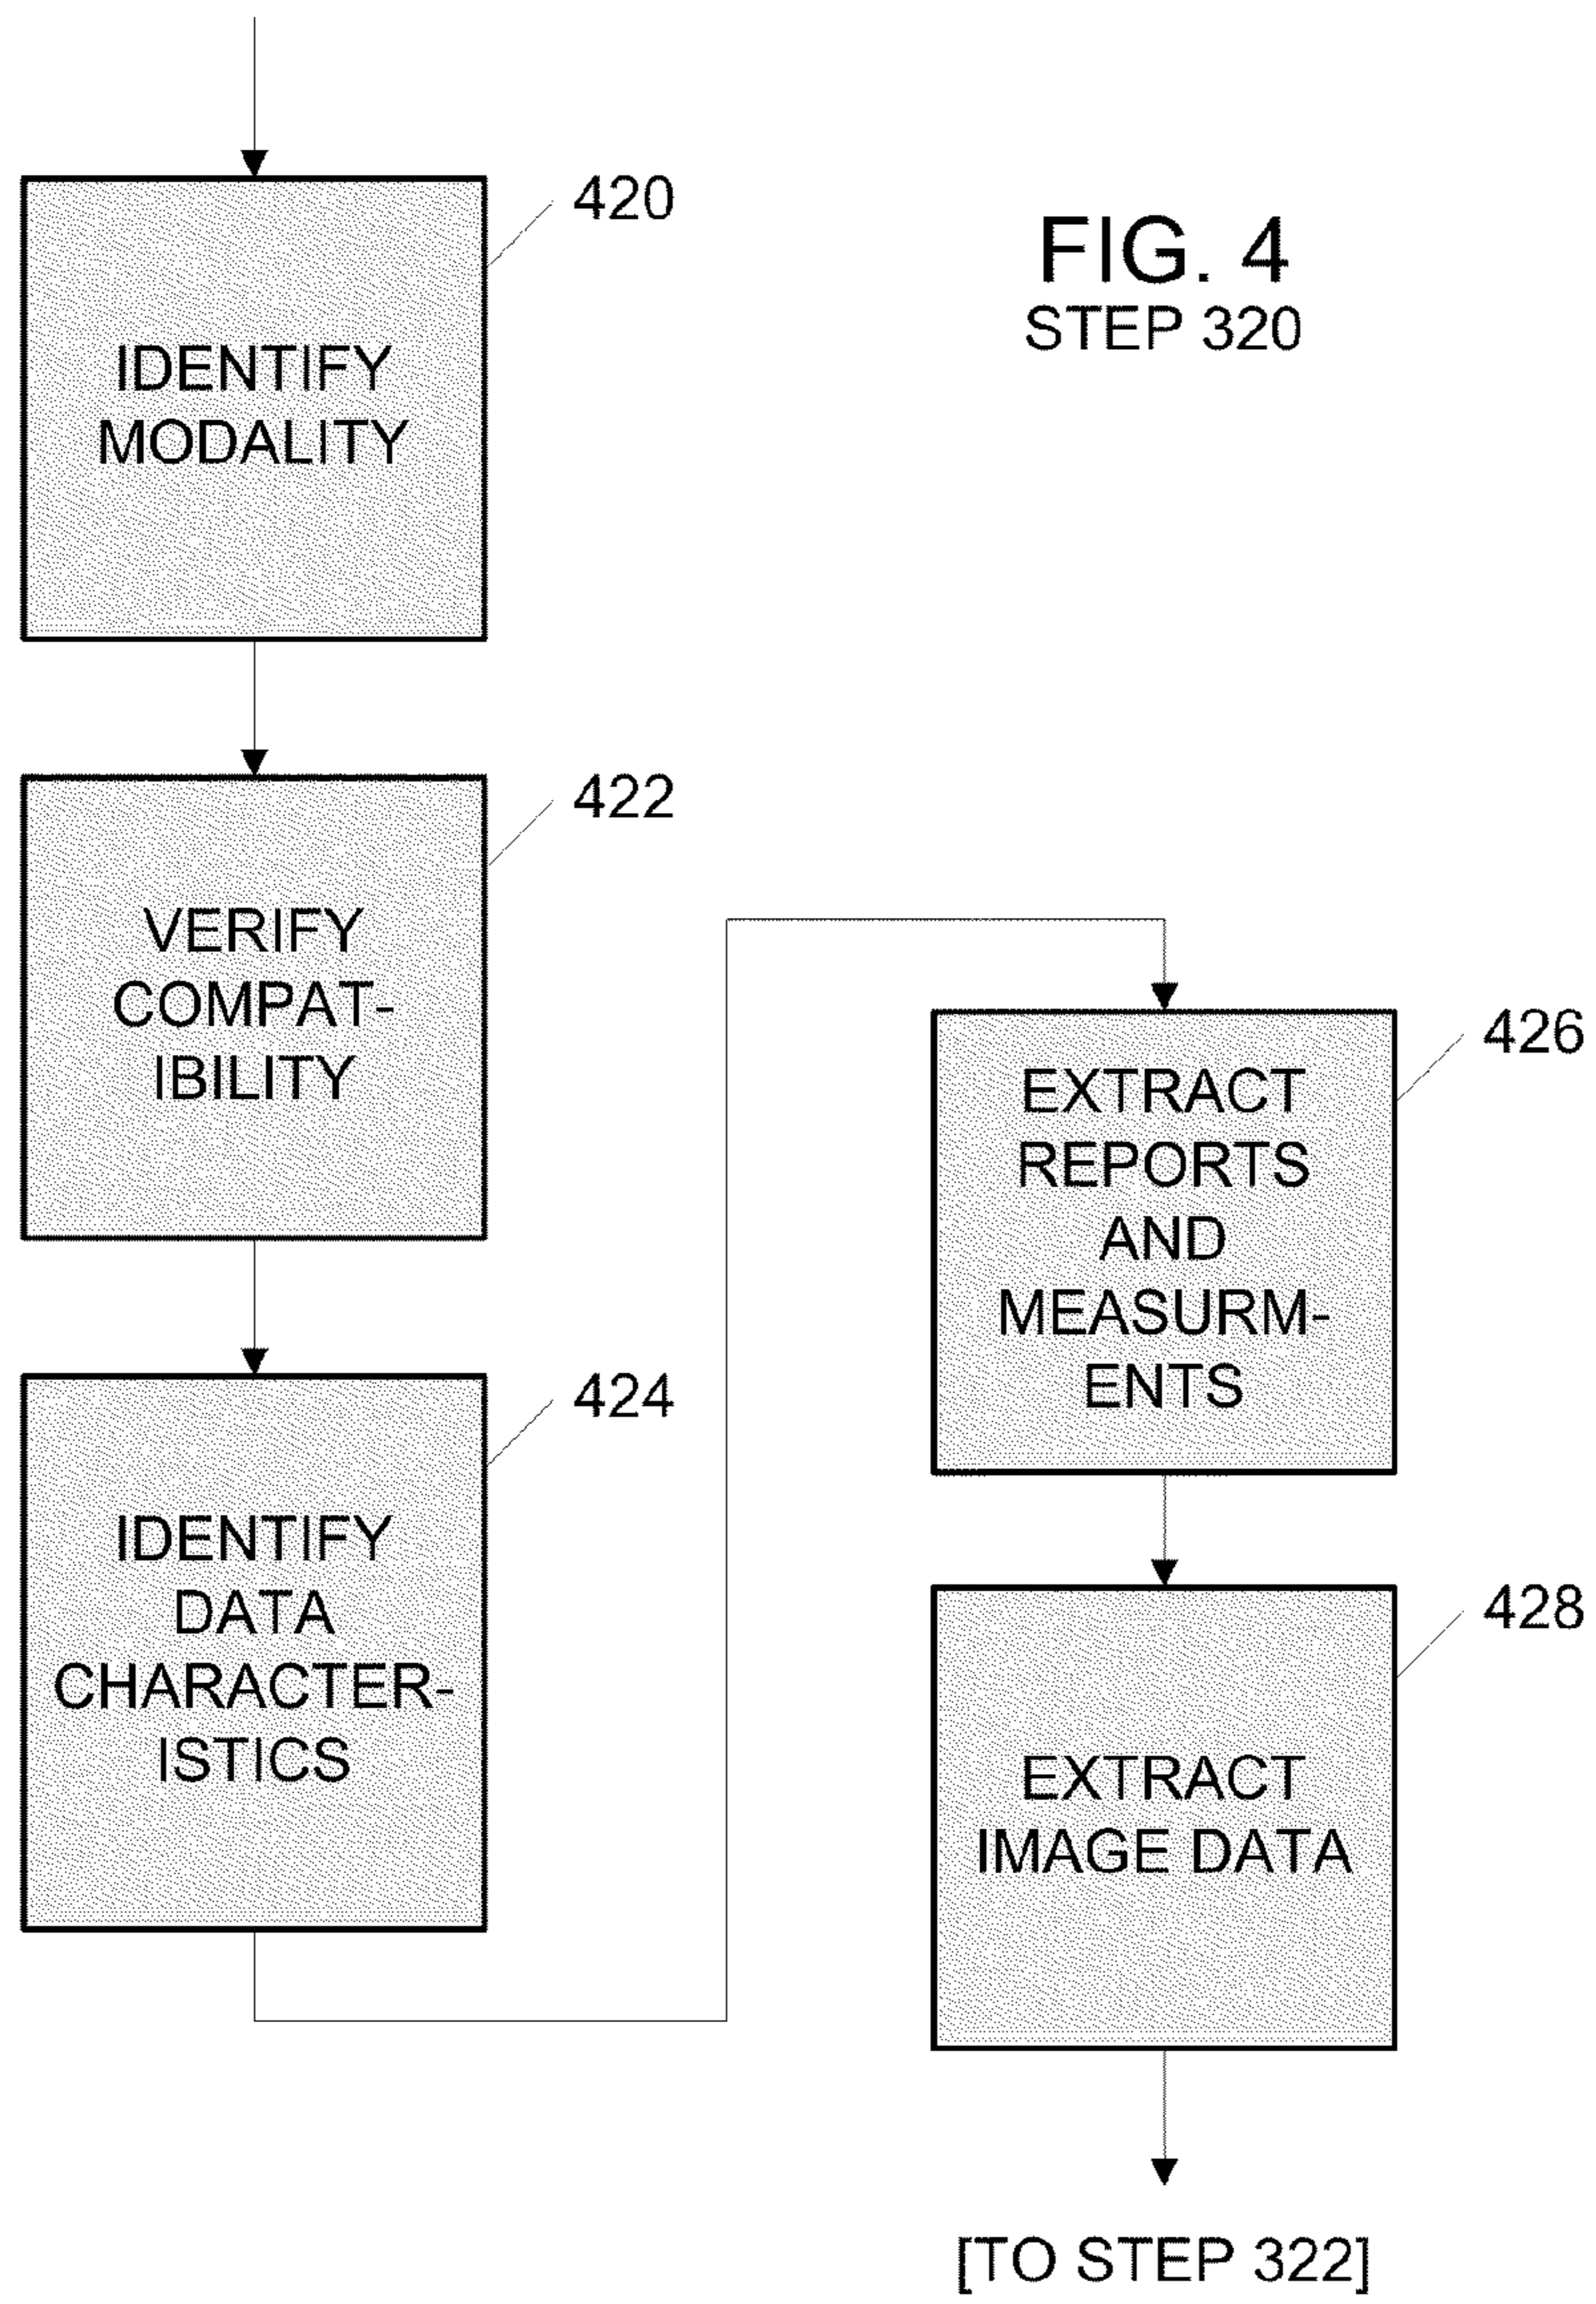 FIG. 4
STEP 320
420
IDENTIFY
MODALITY
422
VERIFY
COMPAT-
IBILITY
424
IDENTIFY
DATA
CHARACTER-
ISTICS
426
EXTRACT
REPORTS
AND
MEASURM-
ENTS
428
EXTRACT
IMAGE DATA
[TO STEP 322]